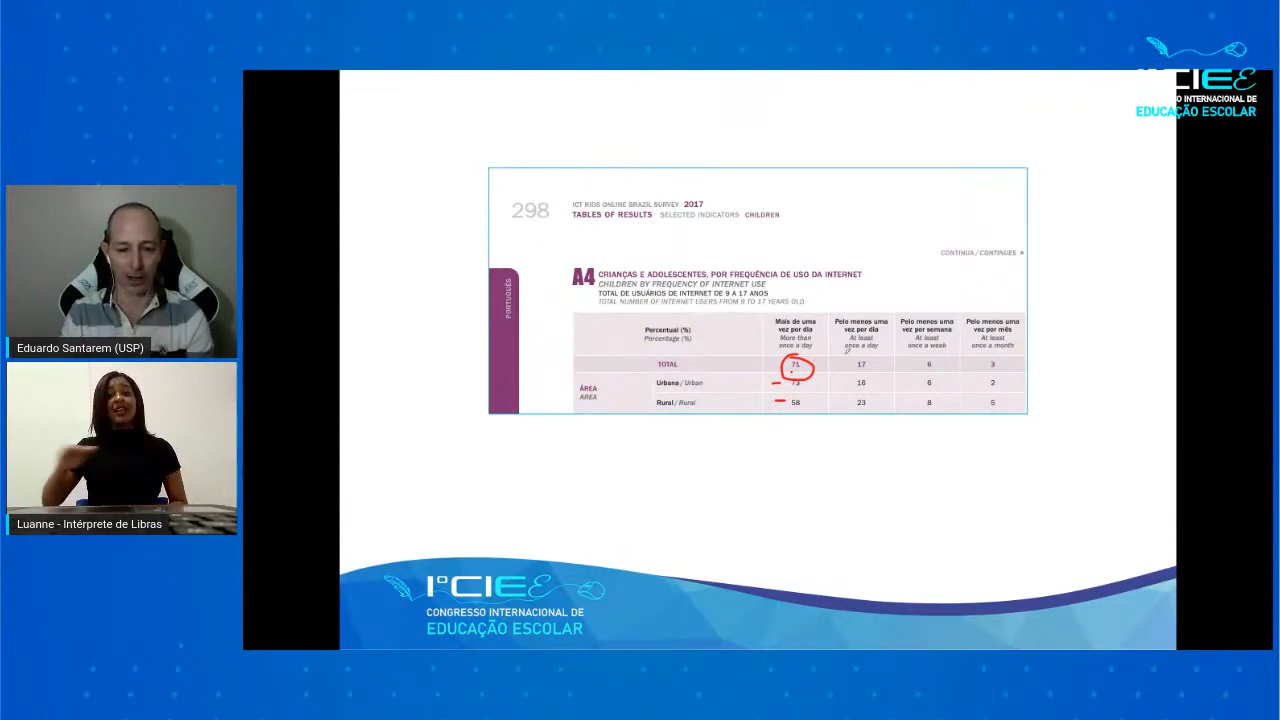 CIEE
SO INTERNACIONAL DE
EDUCAÇÃO ESCOLAR
298
ICT KIDS ONLINE BRAZIL SURVEY 2017
TABLES OF RESULTS SELECTED INDICATORS CHILDREN
CONTINUA / CONTINUES
PORTUGUÊS
A4 CRIANÇAS E ADOLESCENTES, POR FREQUÊNCIA DE USO DA INTERNET
CHILDREN BY FREQUENCY OF INTERNET USE
TOTAL DE USUÁRIOS DE INTERNET DE 9 A 17 ANOS
TOTAL NUMBER OF INTERNET USERS FROM 9 TO 17 YEARS OLD
Percentual (%)
Percentage (%)
Mais de uma vez por dia
More than once a day
Pelo menos uma vez por dia
At least once a day
Pelo menos uma vez por semana
At least once a week
Pelo menos uma vez por mês
At least once a month
TOTAL 71 17 6 3
ÁREA
AREA
Urbana / Urban 73 16 6 2
Rural / Rural 58 23 8 5
Eduardo Santarem (USP)
Luanne - Intérprete de Libras
1º CIEE
CONGRESSO INTERNACIONAL DE
EDUCAÇÃO ESCOLAR